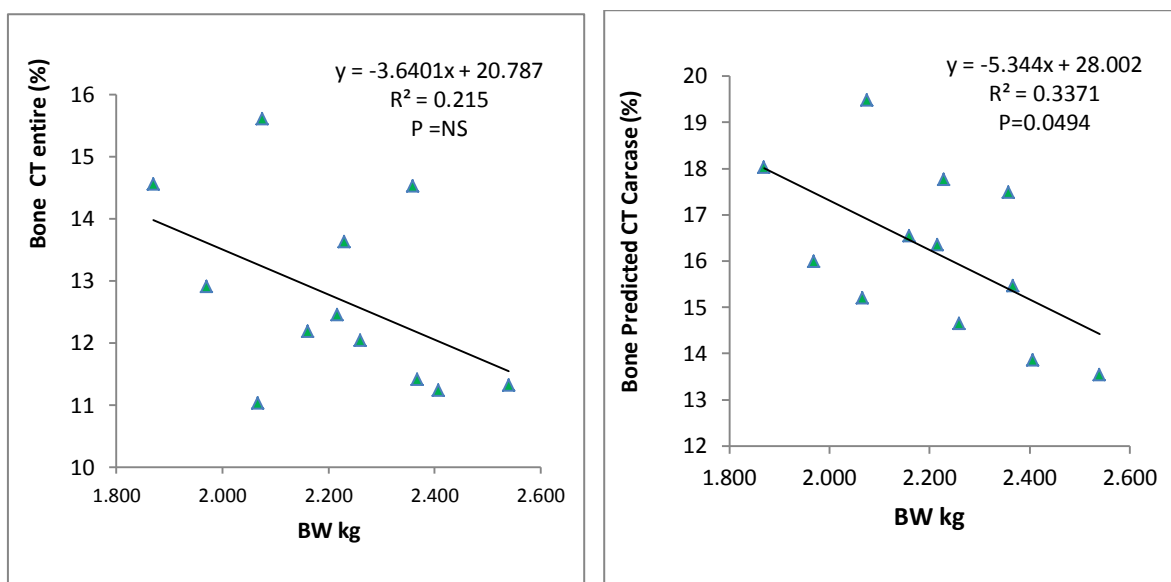 Bone CT entire (%)
y = -3.6401x + 20.787
R² = 0.215
P =NS
16
15
14
13
12
11
10
1.800 2.000 2.200 2.400 2.600
BW kg
Bone Predicted CT Carcase (%)
y = -5.344x + 28.002
R² = 0.3371
P=0.0494
20
19
18
17
16
15
14
13
12
1.800 2.000 2.200 2.400 2.600
BW kg